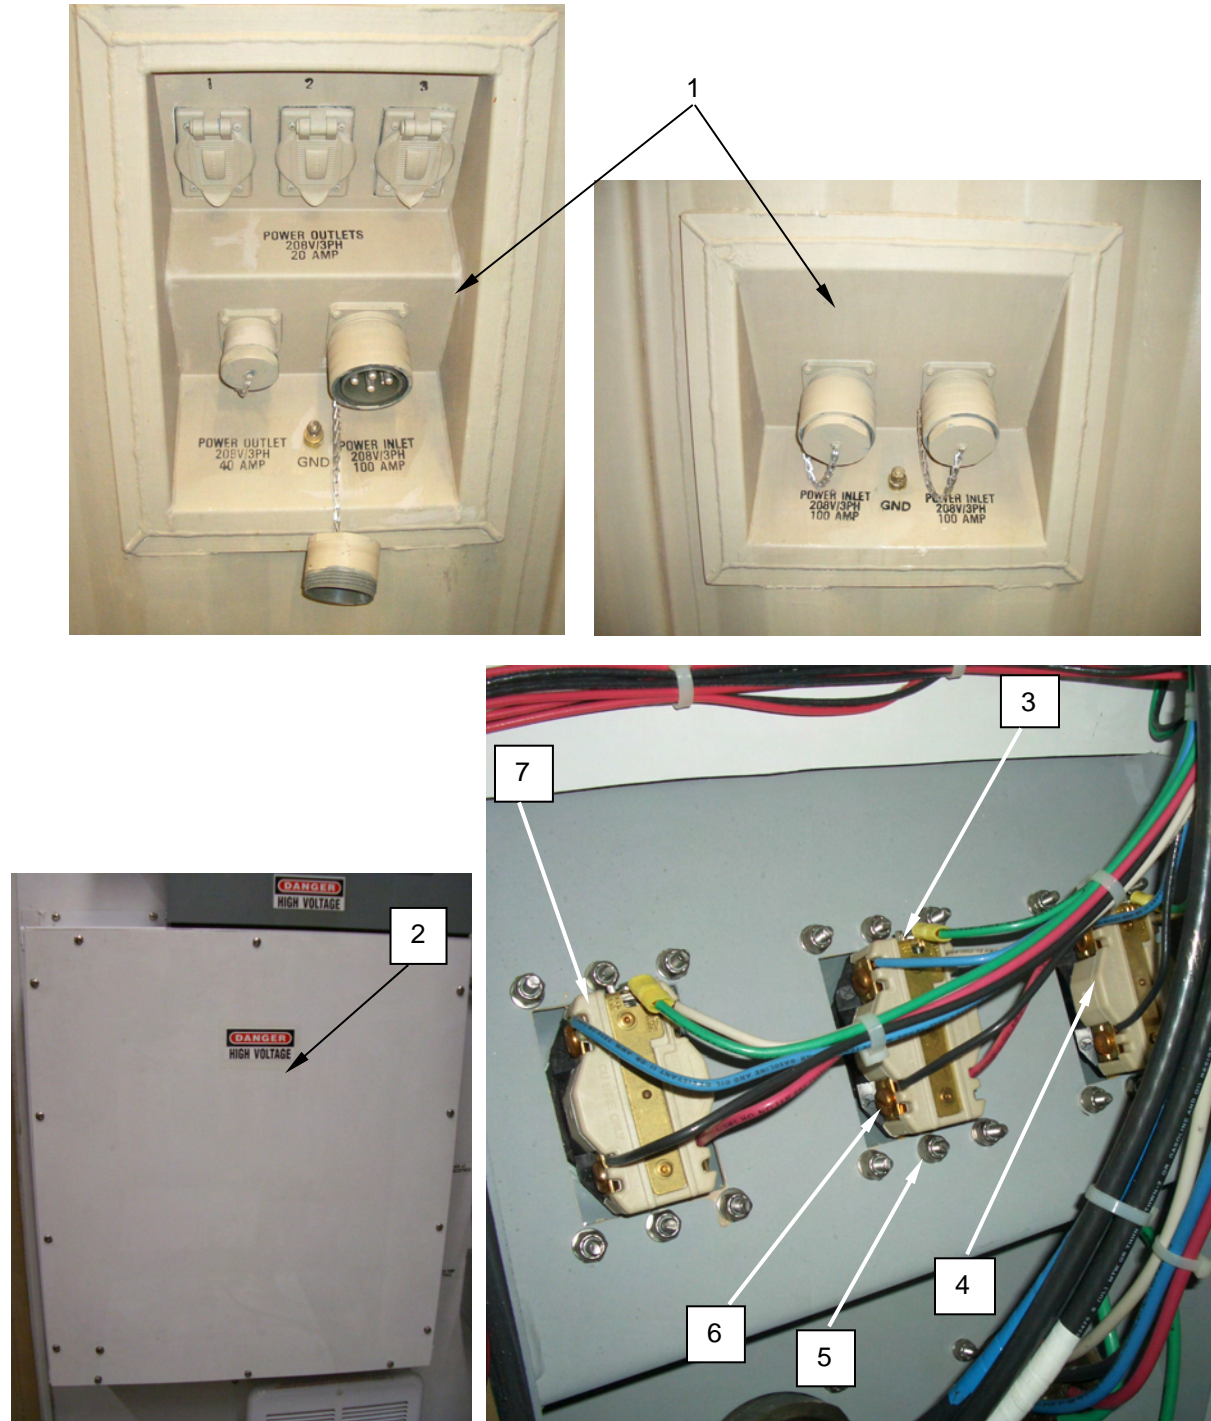 1
1 2 3
POWER OUTLETS
208V/3PH
20 AMP
POWER OUTLET
208V/3PH
40 AMP
GND
POWER INLET
208V/3PH
100 AMP
POWER INLET
208V/3PH
100 AMP
GND
POWER INLET
208V/3PH
100 AMP
DANGER
HIGH VOLTAGE
2
DANGER
HIGH VOLTAGE
3
7
4
6
5